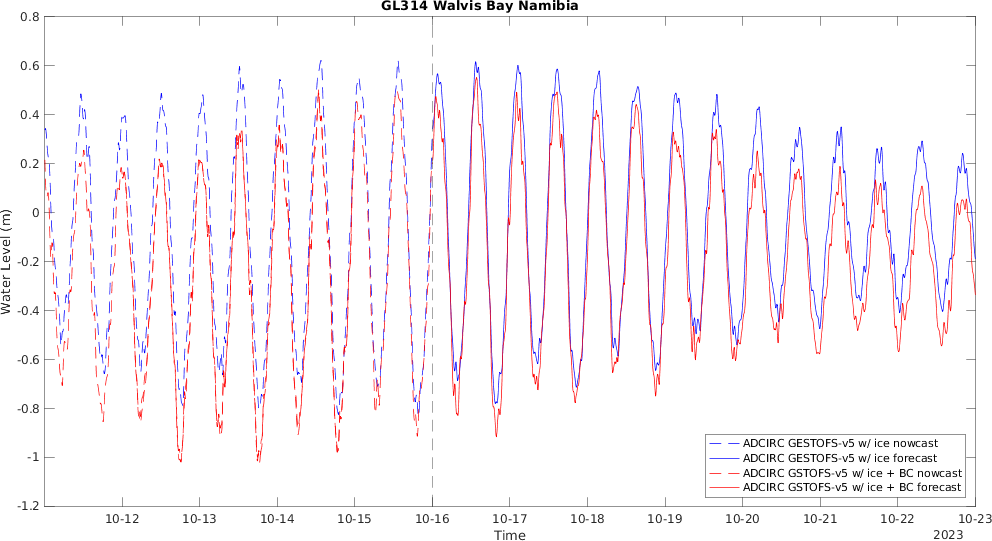 GL314 Walvis Bay Namibia
0.8
0.6
0.4
0.2
0
-0.2
-0.4
-0.6
-0.8
-1
-1.2
Water Level (m)
ADCIRC GESTOFS-v5 w/ ice nowcast
ADCIRC GESTOFS-v5 w/ ice forecast
ADCIRC GSTOFS-v5 w/ ice + BC nowcast
ADCIRC GSTOFS-v5 w/ ice + BC forecast
10-12 10-13 10-14 10-15 10-16 10-17 10-18 10-19 10-20 10-21 10-22 10-23
Time
2023